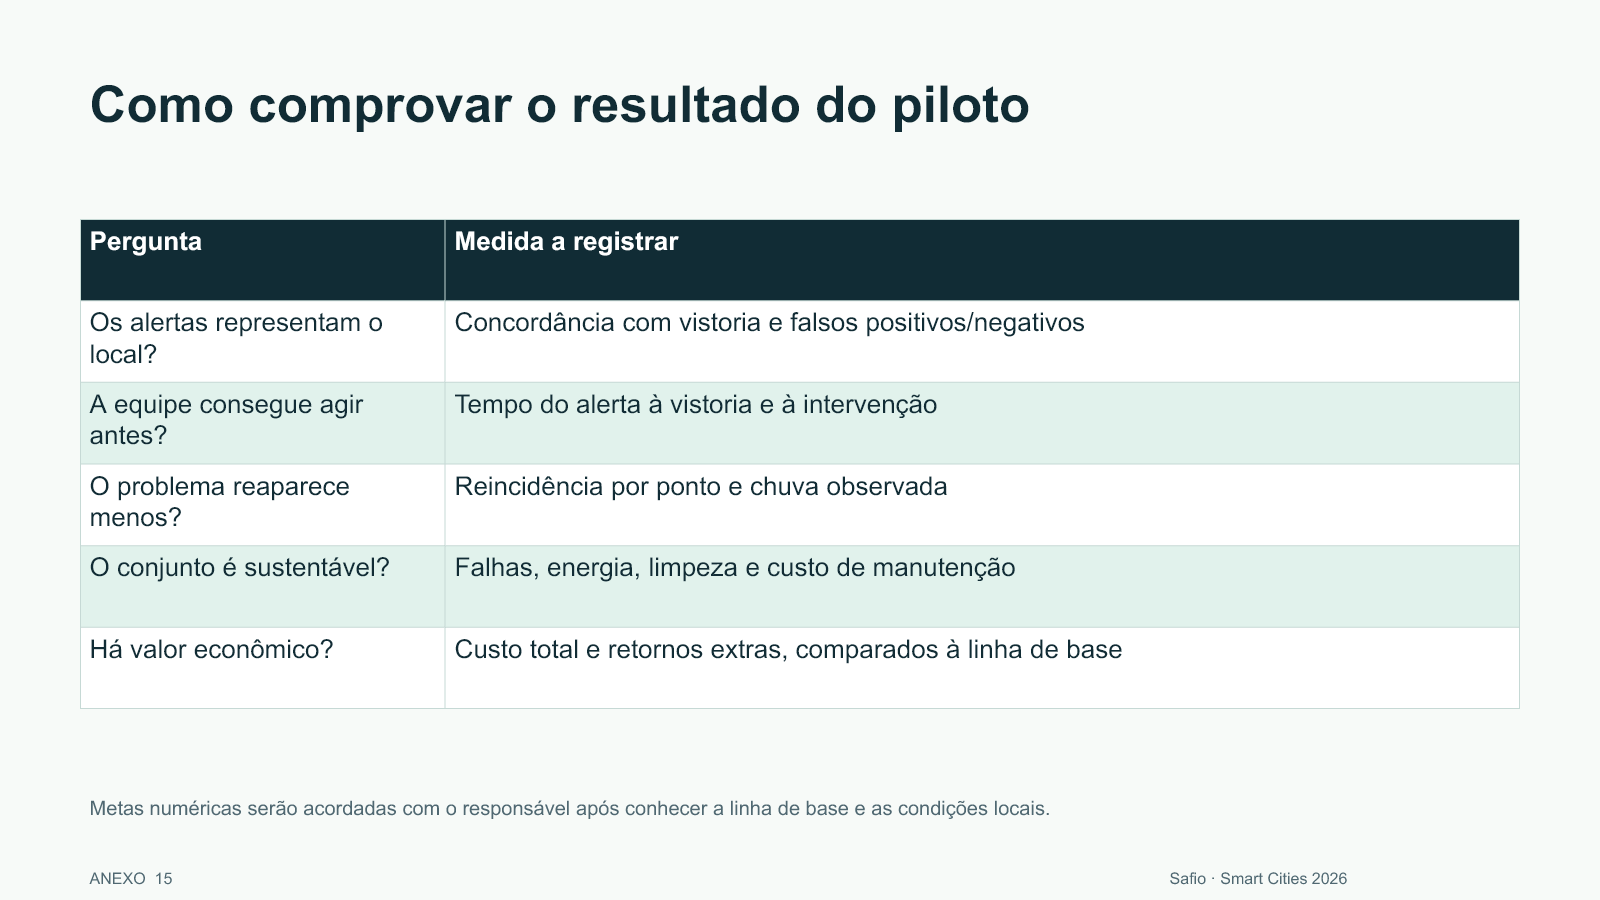 Como comprovar o resultado do piloto
Pergunta
Medida a registrar
Os alertas representam o
local?
Concordância com vistoria e falsos positivos/negativos
A equipe consegue agir
antes?
Tempo do alerta à vistoria e à intervenção
O problema reaparece
menos?
Reincidência por ponto e chuva observada
O conjunto é sustentável?
Falhas, energia, limpeza e custo de manutenção
Há valor econômico?
Custo total e retornos extras, comparados à linha de base
Metas numéricas serão acordadas com o responsável após conhecer a linha de base e as condições locais.
ANEXO  15
Safio · Smart Cities 2026